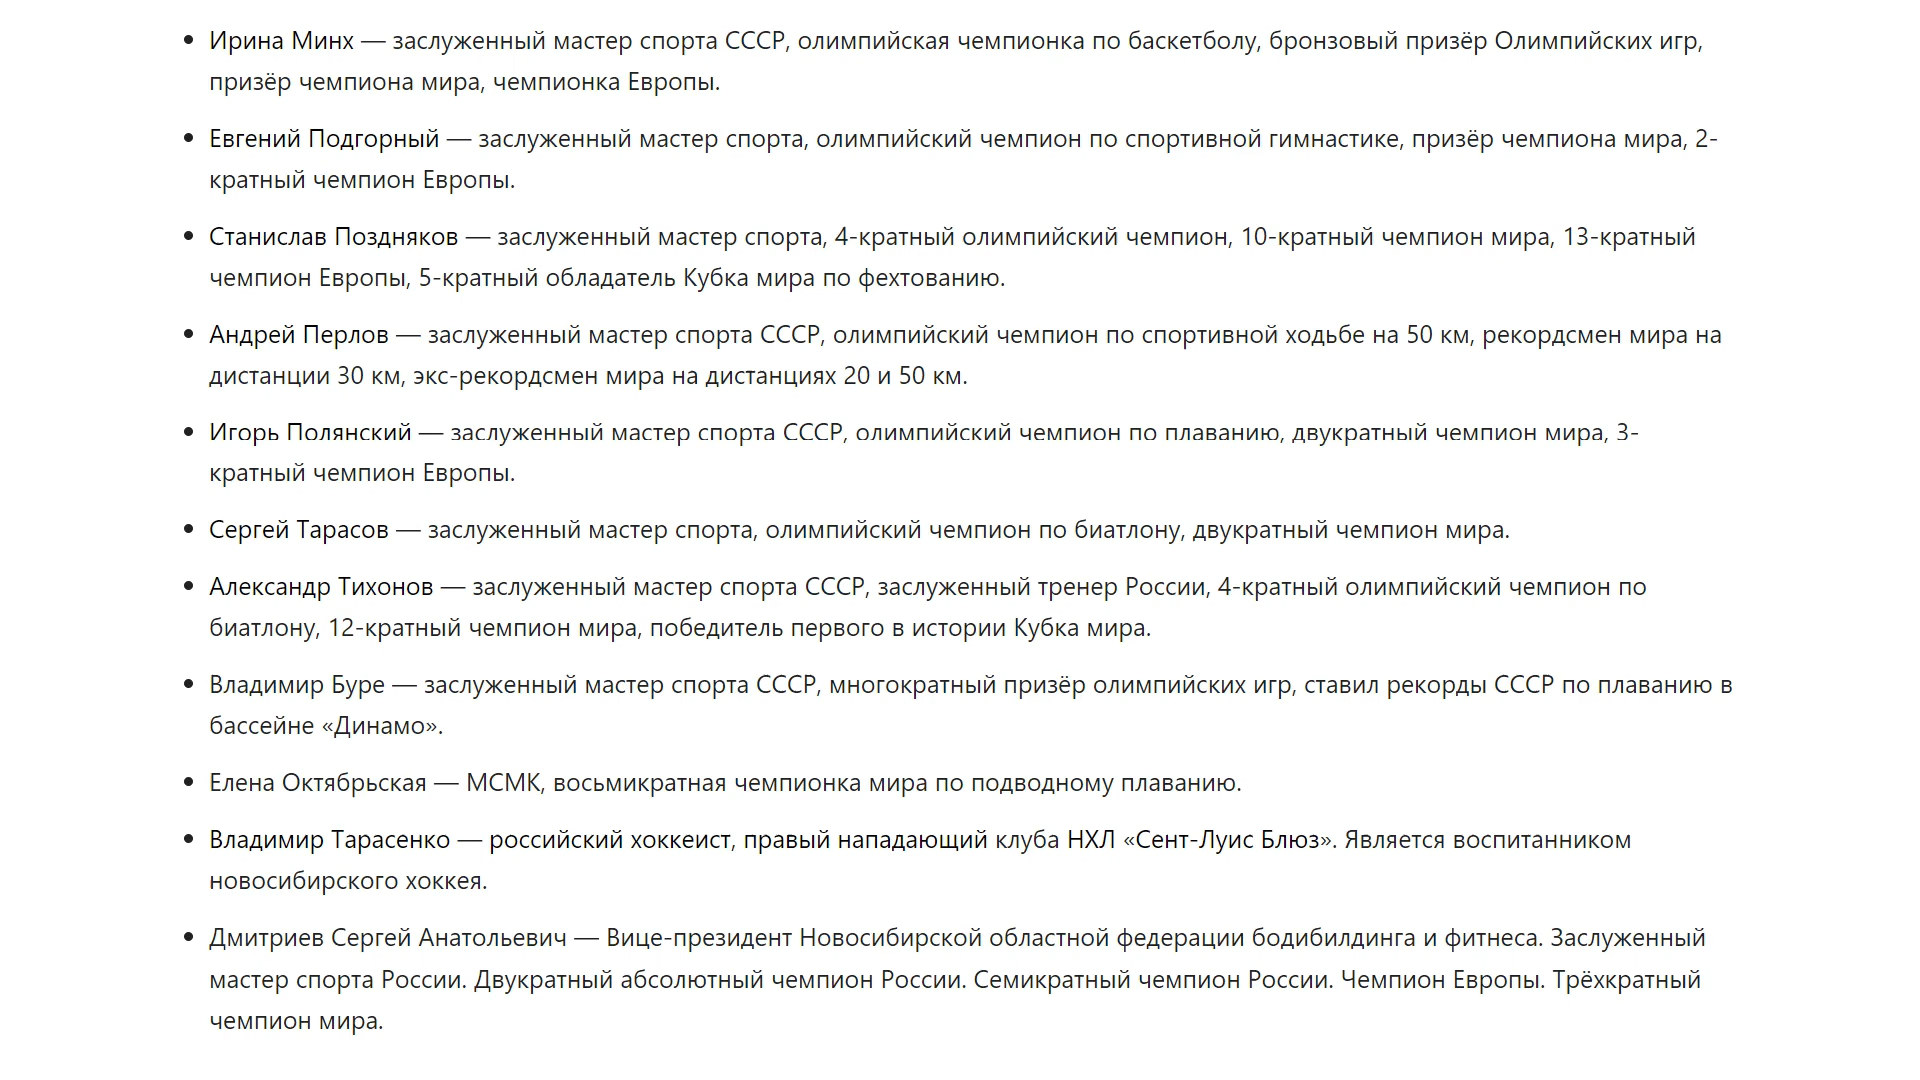 Ирина Минх — заслуженный мастер спорта СССР, олимпийская чемпионка по баскетболу, бронзовый призёр Олимпийских игр,
призёр чемпиона мира, чемпионка Европы.
Евгений Подгорный — заслуженный мастер спорта, олимпийский чемпион по спортивной гимнастике, призёр чемпиона мира, 2-
кратный чемпион Европы.
Станислав Поздняков — заслуженный мастер спорта, 4-кратный олимпийский чемпион, 10-кратный чемпион мира, 13-кратный
чемпион Европы, 5-кратный обладатель Кубка мира по фехтованию.
Андрей Перлов — заслуженный мастер спорта СССР, олимпийский чемпион по спортивной ходьбе на 50 км, рекордсмен мира на
дистанции 30 км, экс-рекордсмен мира на дистанциях 20 и 50 км.
Игорь Полянский — заслуженный мастер спорта СССР, олимпийский чемпион по плаванию, двукратный чемпион мира, 3-
кратный чемпион Европы.
Сергей Тарасов — заслуженный мастер спорта, олимпийский чемпион по биатлону, двукратный чемпион мира.
Александр Тихонов — заслуженный мастер спорта СССР, заслуженный тренер России, 4-кратный олимпийский чемпион по
биатлону, 12-кратный чемпион мира, победитель первого в истории Кубка мира.
Владимир Буре — заслуженный мастер спорта СССР, многократный призёр олимпийских игр, ставил рекорды СССР по плаванию в
бассейне «Динамо».
Елена Октябрьская — МСМК, восьмикратная чемпионка мира по подводному плаванию.
Владимир Тарасенко — российский хоккеист, правый нападающий клуба НХЛ «Сент-Луис Блюз». Является воспитанником
новосибирского хоккея.
Дмитриев Сергей Анатольевич — Вице-президент Новосибирской областной федерации бодибилдинга и фитнеса. Заслуженный
мастер спорта России. Двукратный абсолютный чемпион России. Семикратный чемпион России. Чемпион Европы. Трёхкратный
чемпион мира.